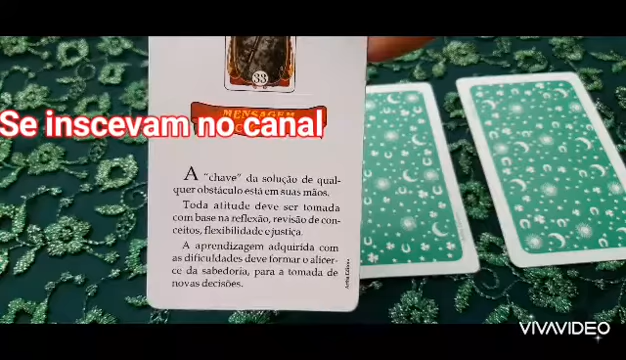 33
MENSAGEM
Se inscevam no canal
A "chave" da solução de qual-
quer obstáculo está em suas mãos.
Toda atitude deve ser tomada
com base na reflexão, revisão de con-
ceitos, flexibilidade e justiça.
A aprendizagem adquirida com
as dificuldades deve formar o alicer-
ce da sabedoria, para a tomada de
novas decisões.
VIVAVIDEO